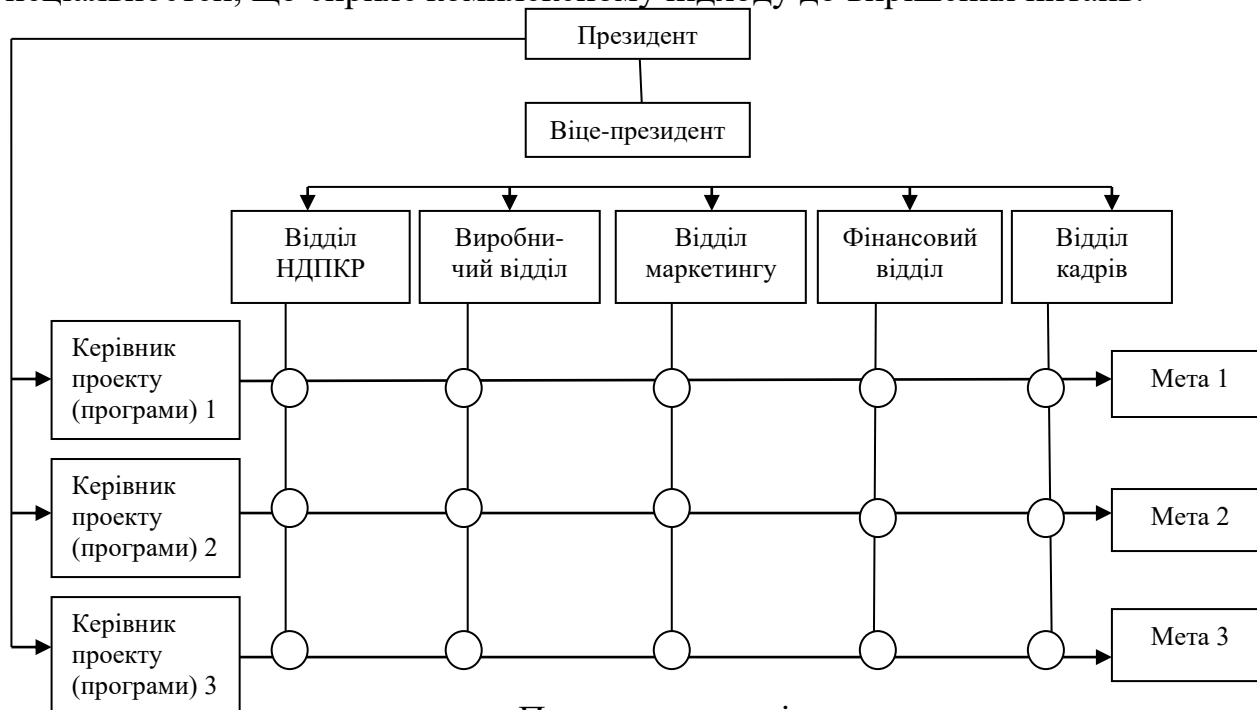 Президент
Віце-президент
Відділ
НДПКР
Виробни-
чий відділ
Відділ
маркетингу
Фінансовий
відділ
Відділ
кадрів
Керівник
проекту
(програми) 1
Мета 1
Керівник
проекту
(програми) 2
Мета 2
Керівник
проекту
(програми) 3
Мета 3